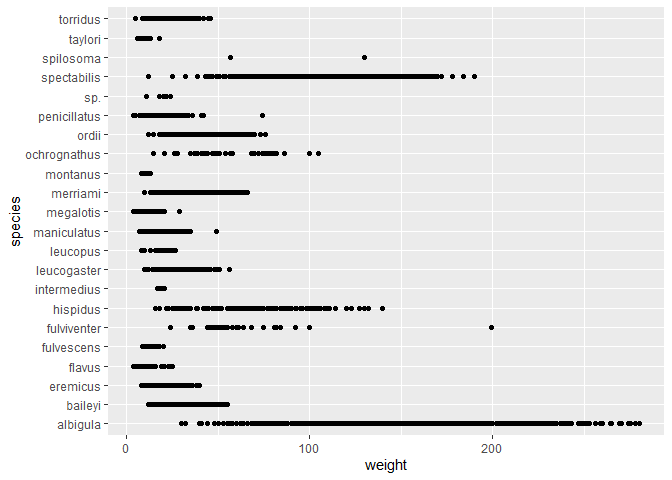 torridus
taylori
spilosoma
spectabilis
sp.
penicillatus
ordii
ochrognathus
montanus
merriami
megalotis
maniculatus
leucopus
leucogaster
intermedius
hispidus
fulviventer
fulvescens
flavus
eremicus
baileyi
albigula
species
0 100 200
weight